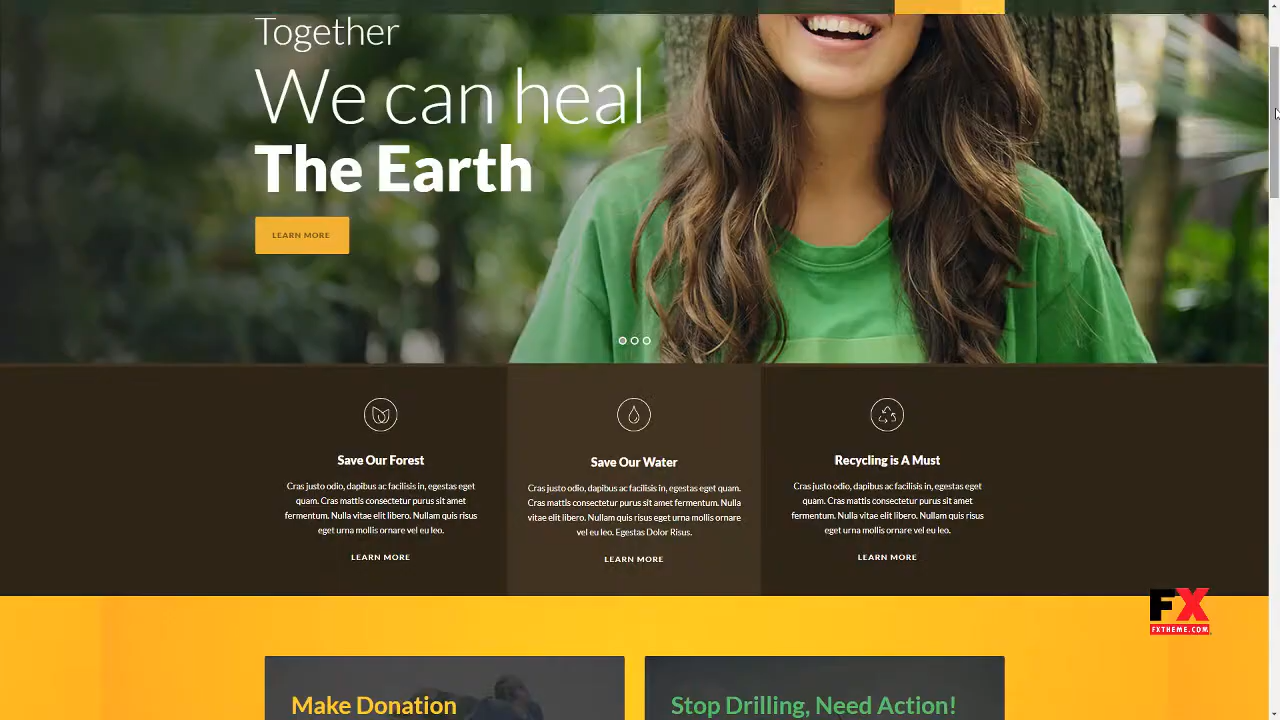 Together
We can heal
The Earth
LEARN MORE
Save Our Forest
Cras justo odio, dapibus ac facilisis in, egestas eget
quam. Cras mattis consectetur purus sit amet
fermentum. Nulla vitae elit libero. Nullam quis risus
eget urna mollis ornare vel eu leo.
LEARN MORE
Save Our Water
Cras justo odio, dapibus ac facilisis in, egestas eget quam.
Cras mattis consectetur purus sit amet fermentum. Nulla
vitae elit libero. Nullam quis risus eget urna mollis ornare
vel eu leo. Egestas Dolor Risus.
LEARN MORE
Recycling is A Must
Cras justo odio, dapibus ac facilisis in, egestas eget
quam. Cras mattis consectetur purus sit amet
fermentum. Nulla vitae elit libero. Nullam quis risus
eget urna mollis ornare vel eu leo.
LEARN MORE
FX
FXTHEME.COM
Make Donation
Stop Drilling, Need Action!